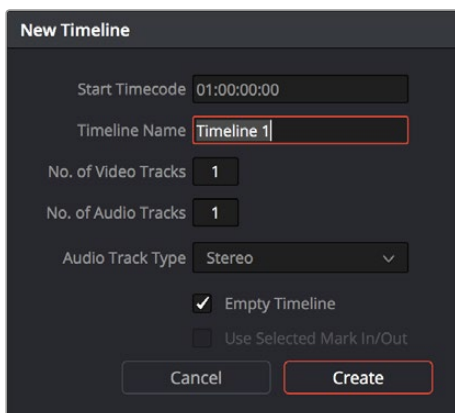 New Timeline
Start Timecode 01:00:00:00
Timeline Name Timeline 1
No. of Video Tracks 1
No. of Audio Tracks 1
Audio Track Type Stereo
Empty Timeline
Use Selected Mark In/Out
Cancel Create